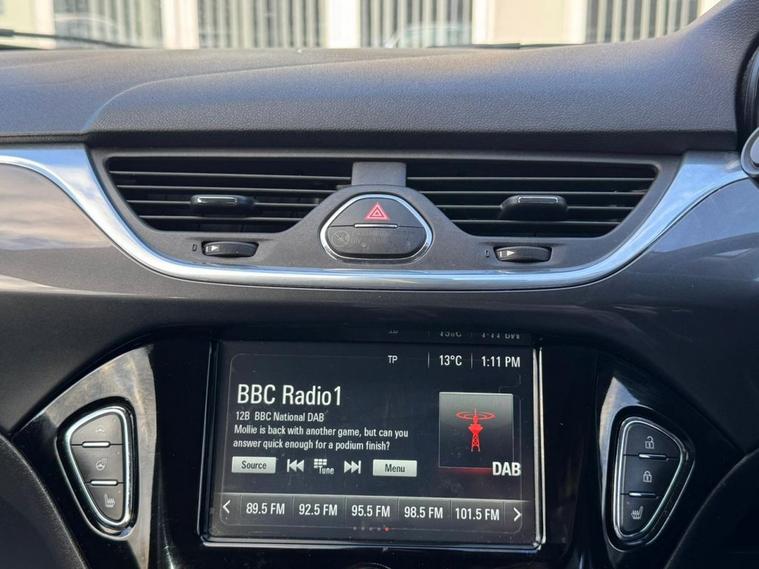 TP 13°C 1:11 PM
BBC Radio1
12B BBC National DAB
Mollie is back with another game, but can you
answer quick enough for a podium finish?
Source Tune Menu
DAB
89.5 FM 92.5 FM 95.5 FM 98.5 FM 101.5 FM